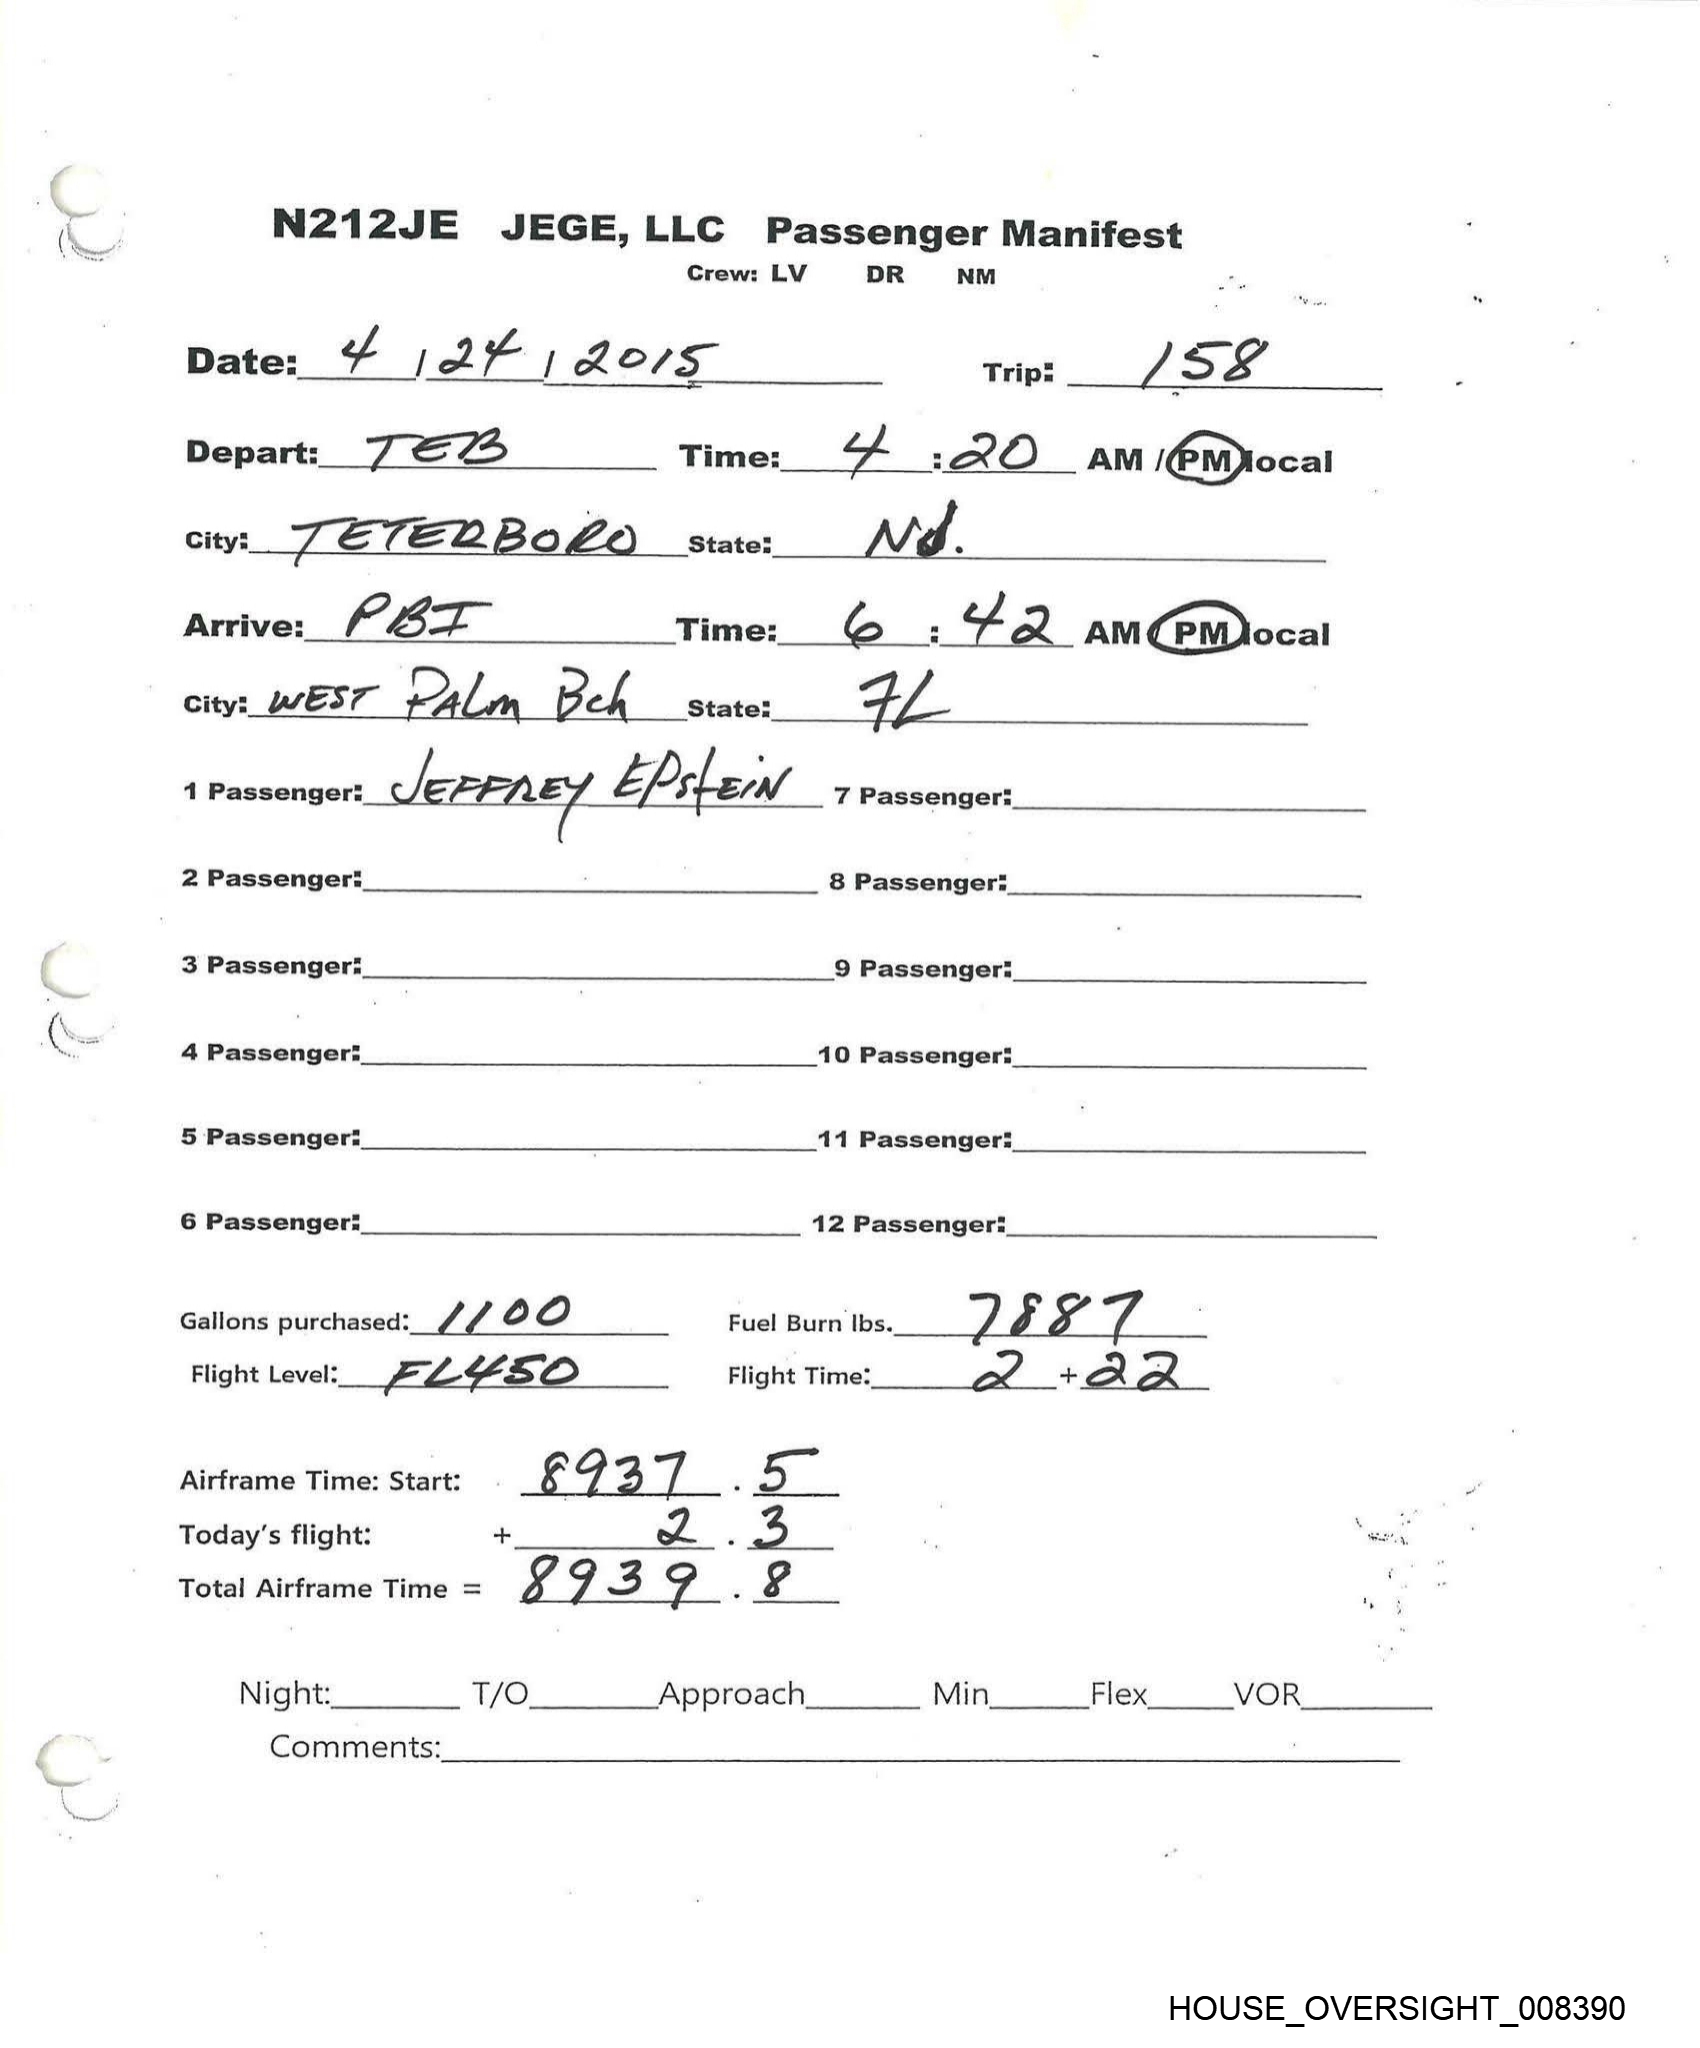 N212JE JEGE, LLC Passenger Manifest
Crew: LV DR NM
Date: 4 / 24 / 2015 Trip: 158
Depart: TEB Time: 4 : 20 AM / PM local
City: TETERBORO State: NJ.
Arrive: PBI Time: 6 : 42 AM / PM local
City: WEST PALm Bch State: FL
1 Passenger: JEFFREY EPstEiN 7 Passenger:
2 Passenger: 8 Passenger:
3 Passenger: 9 Passenger:
4 Passenger: 10 Passenger:
5 Passenger: 11 Passenger:
6 Passenger: 12 Passenger:
Gallons purchased: 1100 Fuel Burn lbs. 7887
Flight Level: FL450 Flight Time: 2 + 22
Airframe Time: Start: 8937 . 5
Today's flight: + 2 . 3
Total Airframe Time = 8939 . 8
Night: T/O Approach Min Flex VOR
Comments:
HOUSE_OVERSIGHT_008390